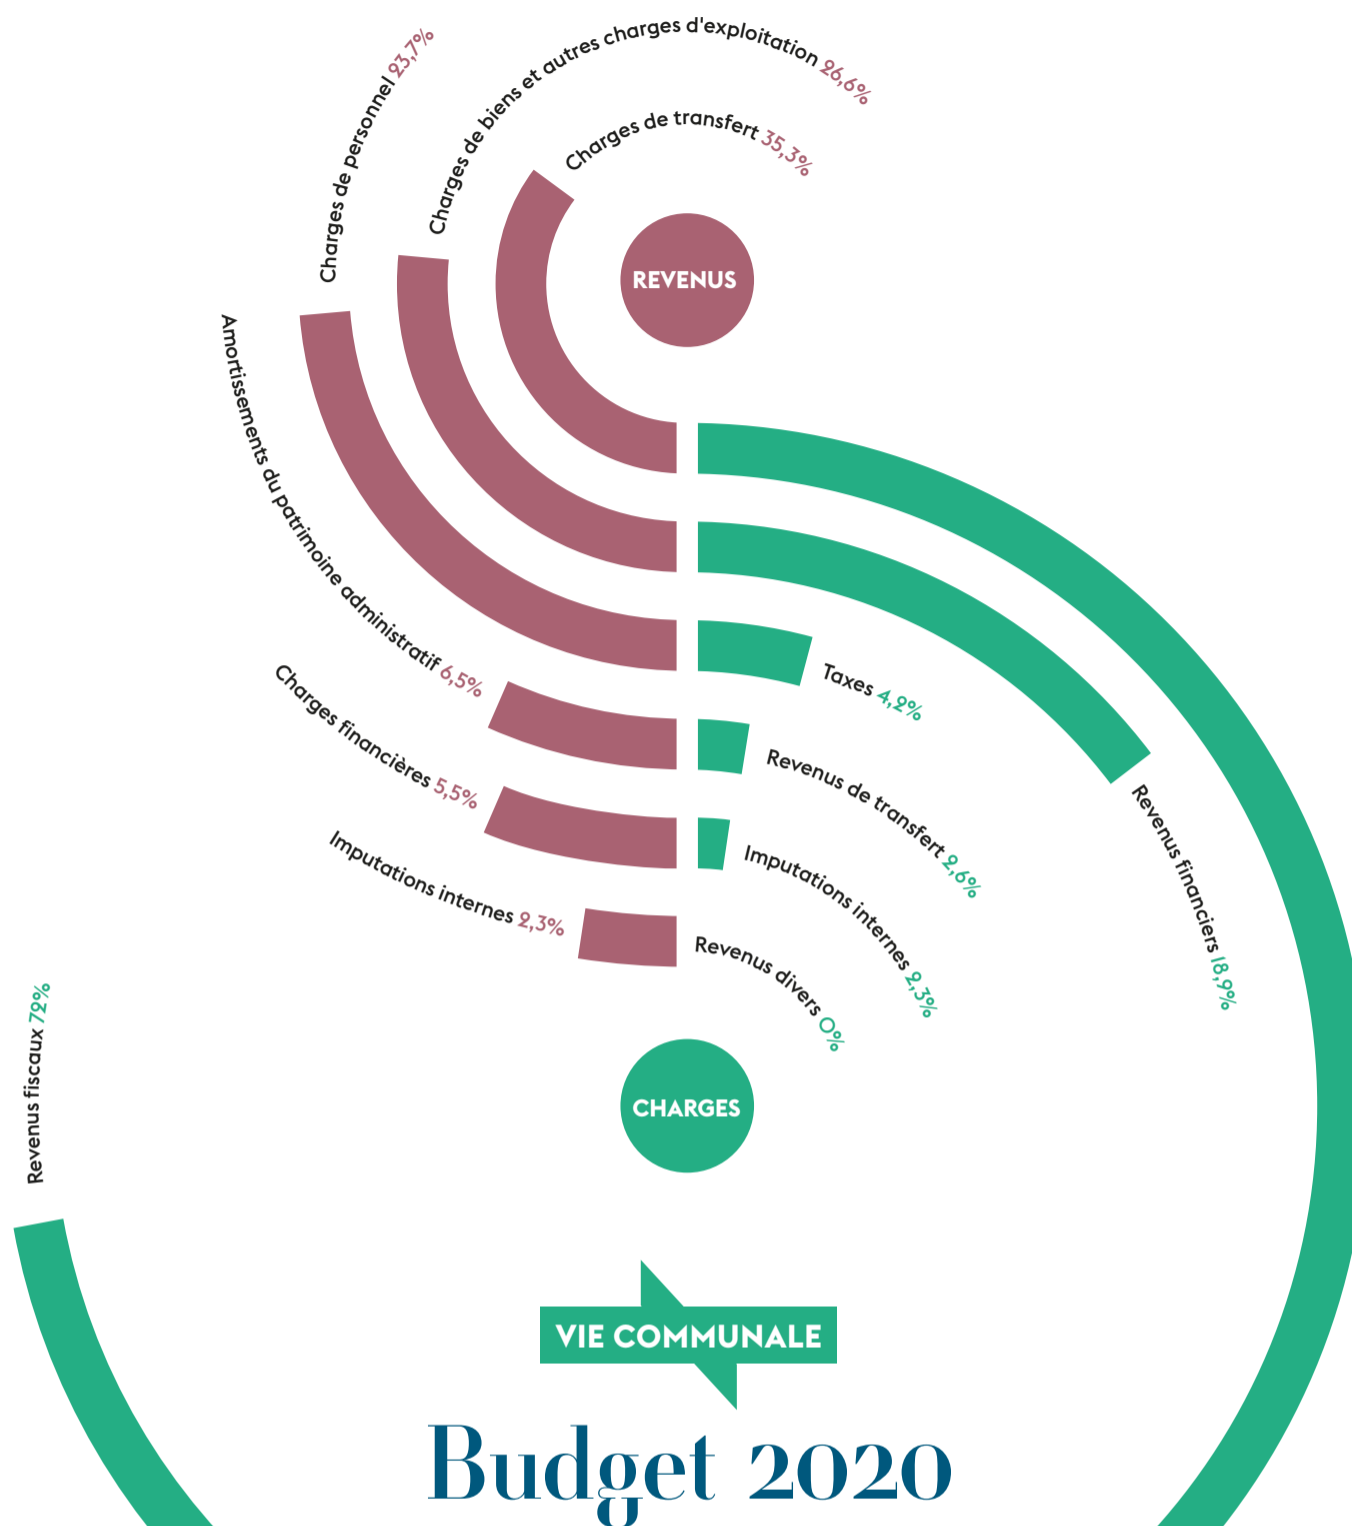 Charges de personnel 23,7%
Charges de biens et autres charges d'exploitation 26,6%
Charges de transfert 35,3%
REVENUS
Amortissements du patrimoine administratif 6,5%
Charges financières 5,5%
Imputations internes 2,3%
Taxes 4,2%
Revenus de transfert 2,6%
Revenus financiers 18,9%
Imputations internes 2,3%
Revenus divers 0%
Revenus fiscaux 72%
CHARGES
VIE COMMUNALE
Budget 2020